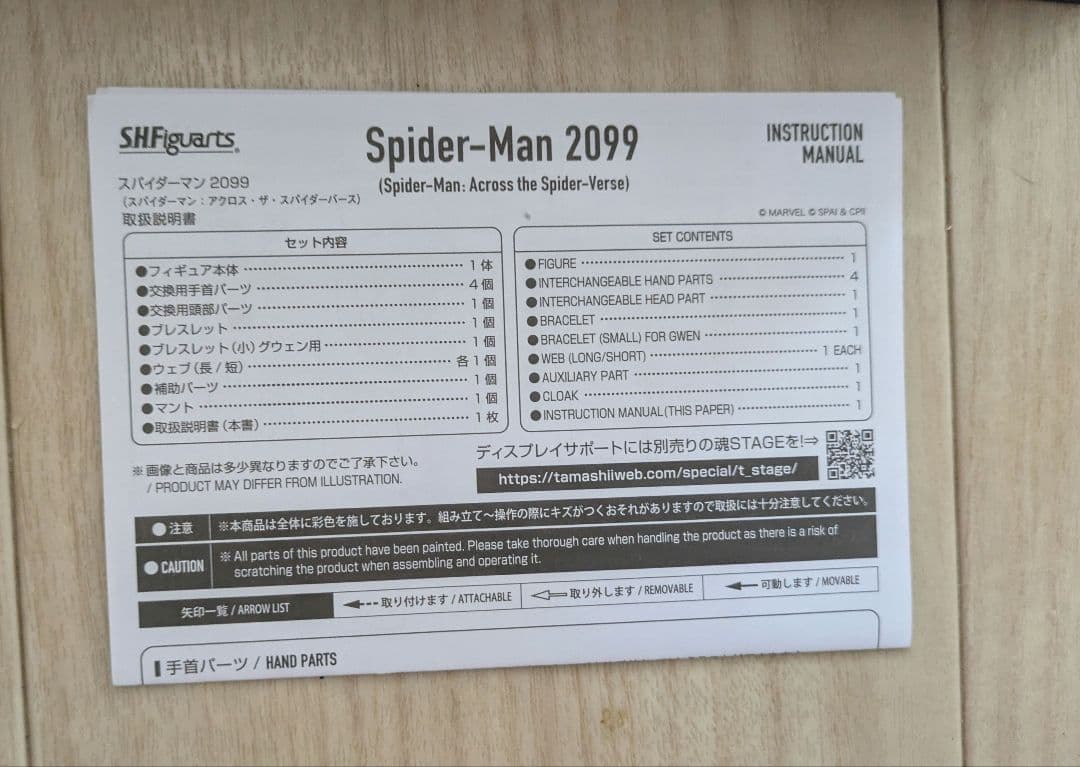 S.H.Figuarts
Spider-Man 2099
(Spider-Man: Across the Spider-Verse)
INSTRUCTION
MANUAL
スパイダーマン 2099
(スパイダーマン：アクロス・ザ・スパイダーバース)
取扱説明書
© MARVEL © SPAI & CPII
セット内容
●フィギュア本体 1体
●交換用手首パーツ 4個
●交換用頭部パーツ 1個
●ブレスレット 1個
●ブレスレット(小)グウェン用 1個
●ウェブ(長/短) 各1個
●補助パーツ 1個
●マント 1個
●取扱説明書(本書) 1枚
SET CONTENTS
●FIGURE 1
●INTERCHANGEABLE HAND PARTS 4
●INTERCHANGEABLE HEAD PART 1
●BRACELET 1
●BRACELET (SMALL) FOR GWEN 1
●WEB (LONG/SHORT) 1 EACH
●AUXILIARY PART 1
●CLOAK 1
●INSTRUCTION MANUAL(THIS PAPER) 1
※画像と商品は多少異なりますのでご了承下さい。
/ PRODUCT MAY DIFFER FROM ILLUSTRATION.
ディスプレイサポートには別売りの魂STAGEを!⇒
https://tamashiiweb.com/special/t_stage/
●注意 ※本商品は全体に彩色を施しております。組み立て〜操作の際にキズがつくおそれがありますので取扱には十分注意してください。
●CAUTION ※ All parts of this product have been painted. Please take thorough care when handling the product as there is a risk of
scratching the product when assembling and operating it.
矢印一覧 / ARROW LIST 取り付けます / ATTACHABLE 取り外します / REMOVABLE 可動します / MOVABLE
手首パーツ / HAND PARTS